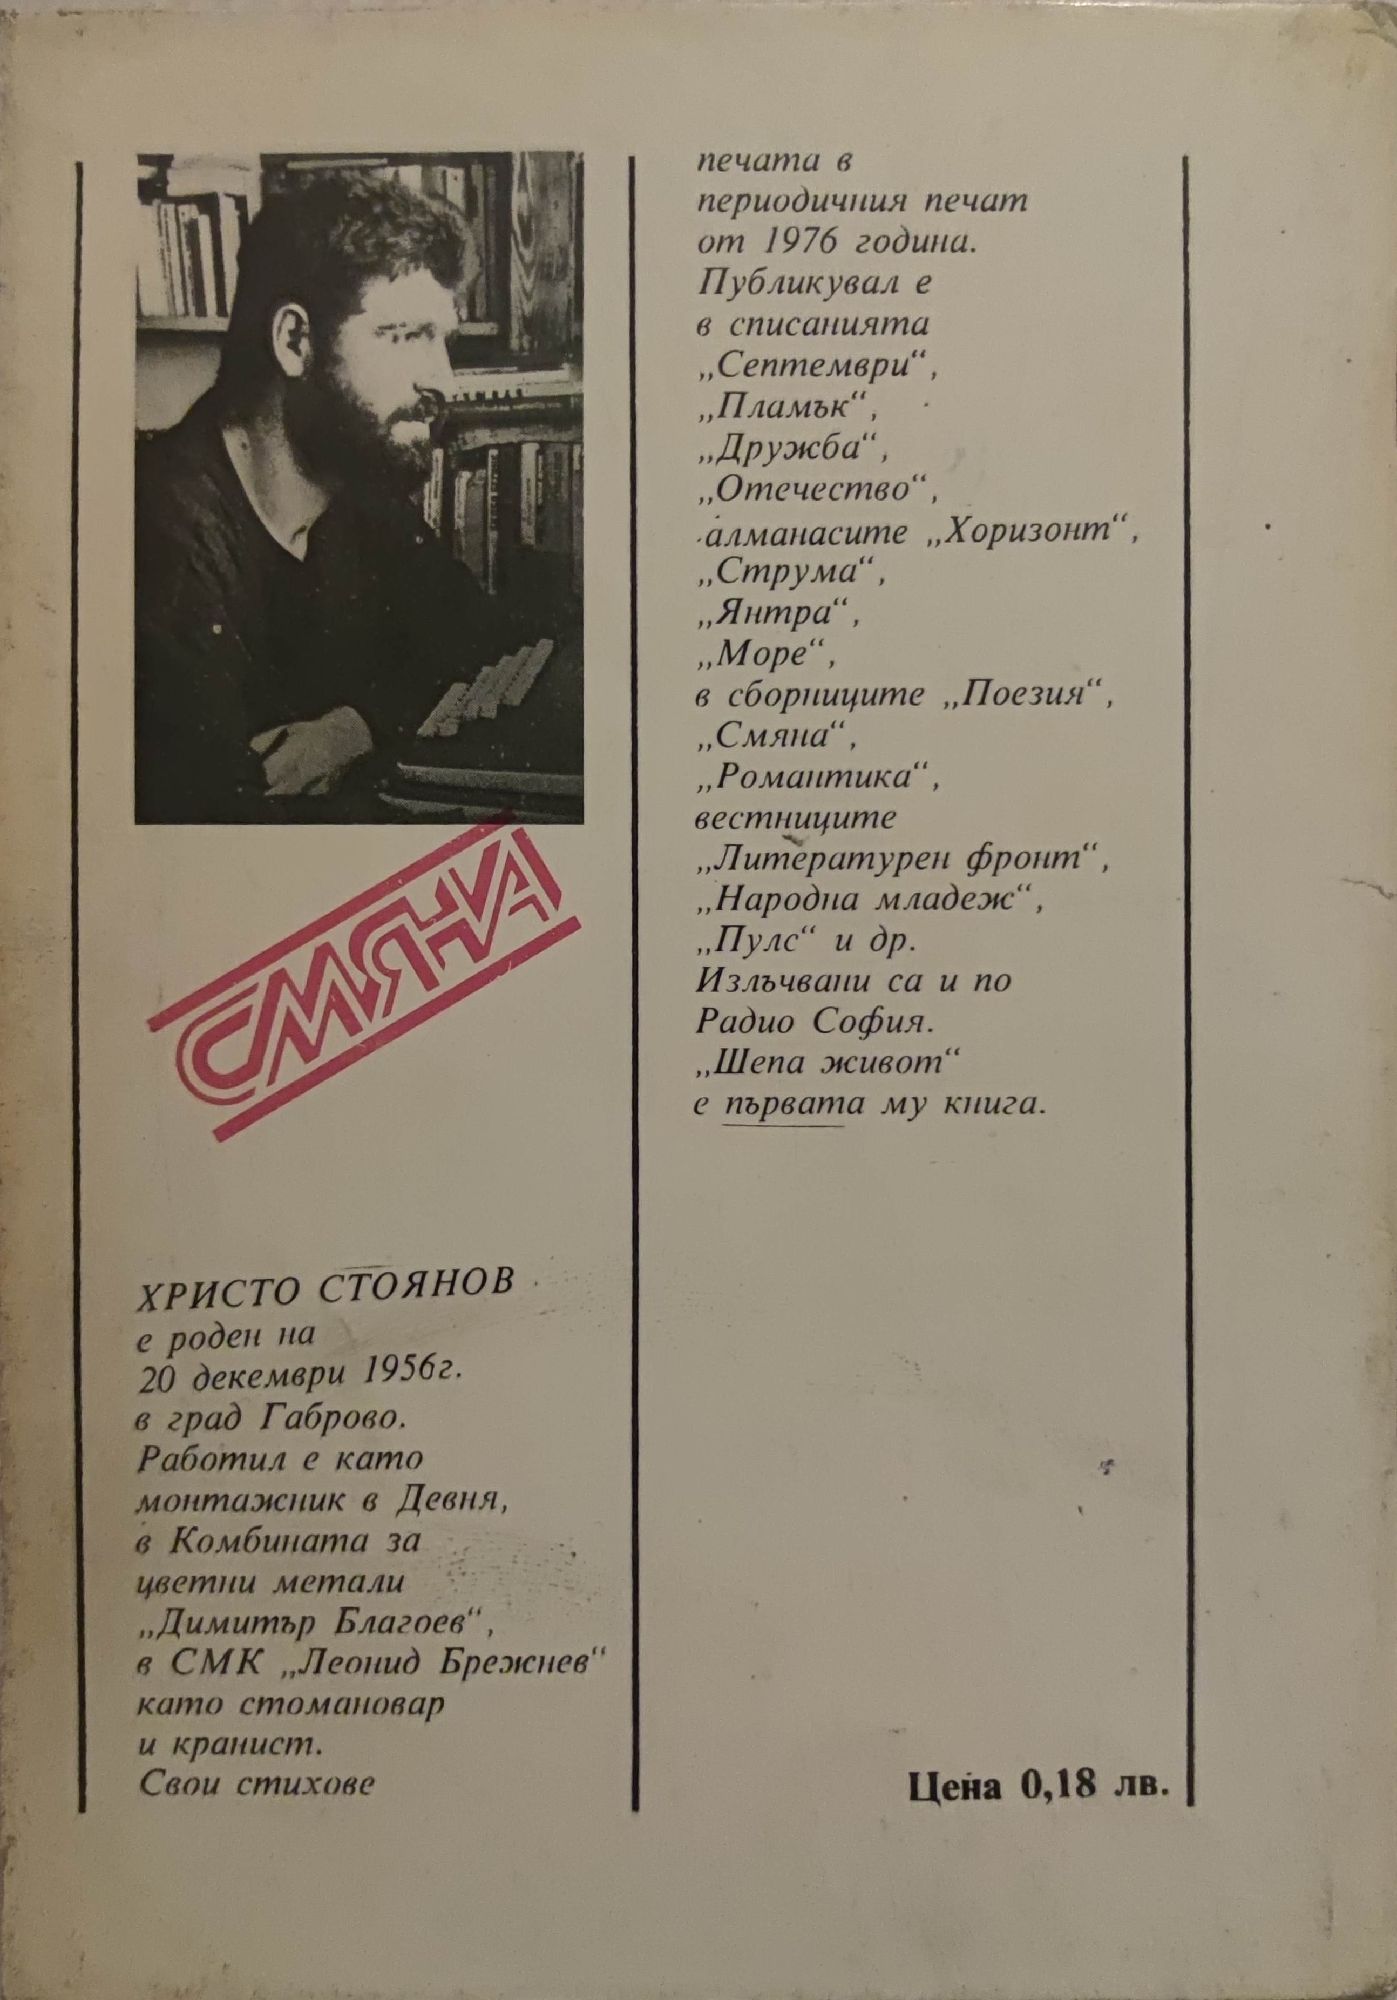 СМЯНА
ХРИСТО СТОЯНОВ
е роден на
20 декември 1956г.
в град Габрово.
Работил е като
монтажник в Девня,
в Комбината за
цветни метали
„Димитър Благоев“,
в СМК „Леонид Брежнев“
като стомановар
и кранист.
Свои стихове
печата в
периодичния печат
от 1976 година.
Публикувал е
в списанията
„Септември“,
„Пламък“,
„Дружба“,
„Отечество“,
алманасите „Хоризонт“,
„Струма“,
„Янтра“,
„Море“,
в сборниците „Поезия“,
„Смяна“,
„Романтика“,
вестниците
„Литературен фронт“,
„Народна младеж“,
„Пулс“ и др.
Излъчвани са и по
Радио София.
„Шепа живот“
е първата му книга.
Цена 0,18 лв.